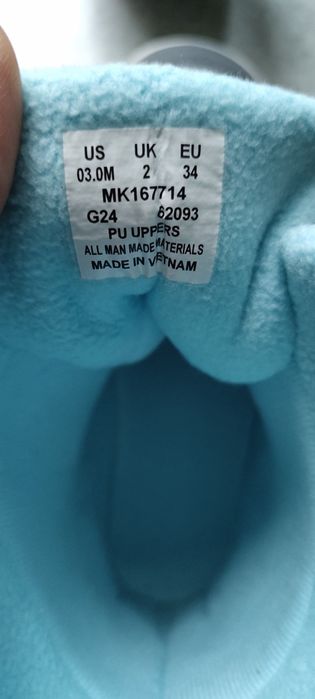 US UK EU
03.0M 2 34
MK167714
G24 62093
PU UPPERS
ALL MAN MADE MATERIALS
MADE IN VIETNAM